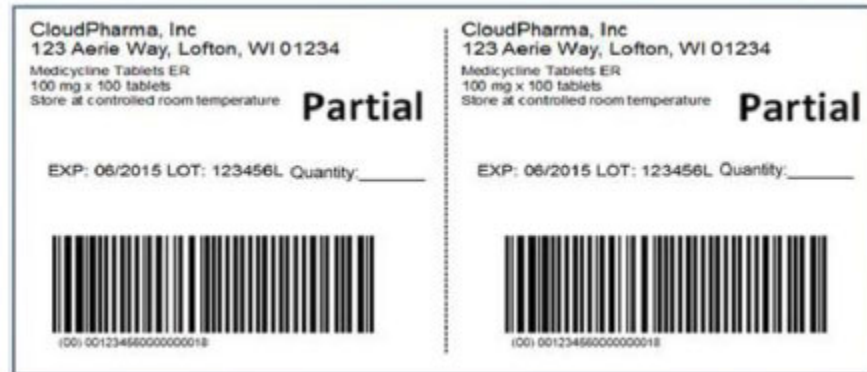 CloudPharma, Inc
123 Aerie Way, Lofton, WI 01234
Medicycline Tablets ER
100 mg x 100 tablets
Store at controlled room temperature
Partial
EXP: 06/2015 LOT: 123456L Quantity:______
(00) 001234560000000018
CloudPharma, Inc
123 Aerie Way, Lofton, WI 01234
Medicycline Tablets ER
100 mg x 100 tablets
Store at controlled room temperature
Partial
EXP: 06/2015 LOT: 123456L Quantity:______
(00) 001234560000000018